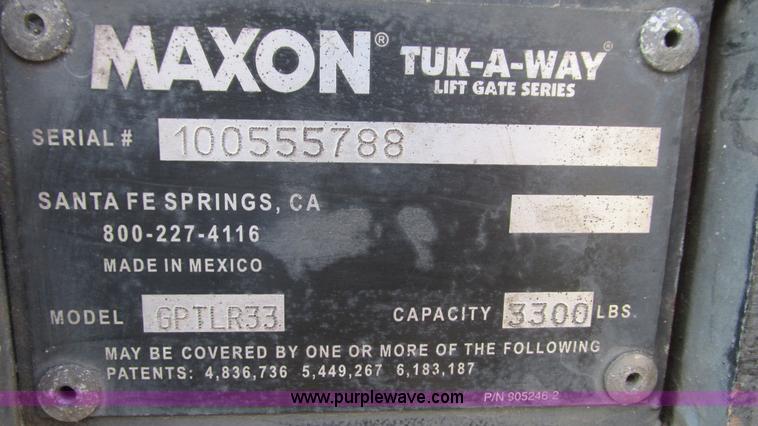 MAXON® TUK-A-WAY®
LIFT GATE SERIES
SERIAL # 100555788
SANTA FE SPRINGS, CA
800-227-4116
MADE IN MEXICO
MODEL GPTLR33 CAPACITY 3300 LBS.
MAY BE COVERED BY ONE OR MORE OF THE FOLLOWING
PATENTS: 4,836,736 5,449,267 6,183,187
P/N 905246 2
www.purplewave.com